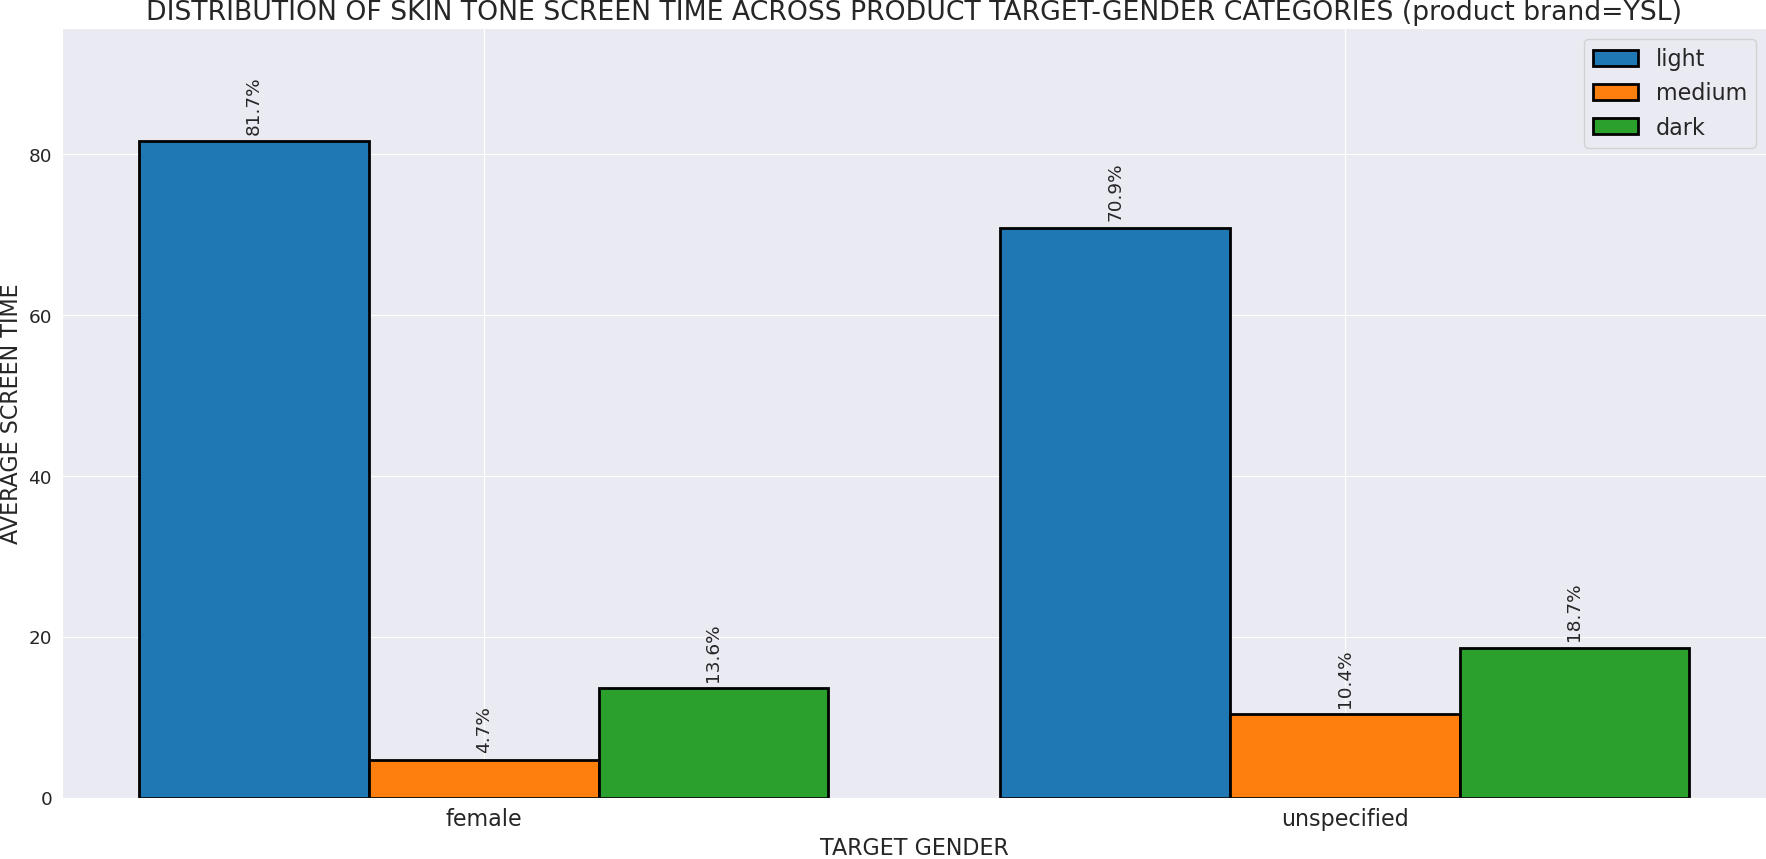 DISTRIBUTION OF SKIN TONE SCREEN TIME ACROSS PRODUCT TARGET-GENDER CATEGORIES (product brand=YSL)
light
medium
dark
AVERAGE SCREEN TIME
80
60
40
20
0
81.7%
4.7%
13.6%
70.9%
10.4%
18.7%
female
unspecified
TARGET GENDER